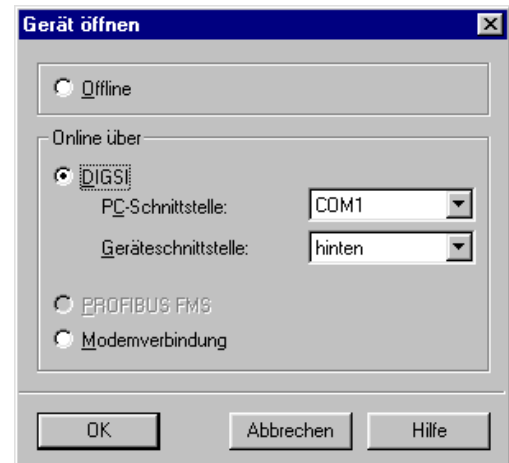 Gerät öffnen
Offline
Online über
DIGSI
PC-Schnittstelle: COM1
Geräteschnittstelle: hinten
PROFIBUS FMS
Modemverbindung
OK Abbrechen Hilfe